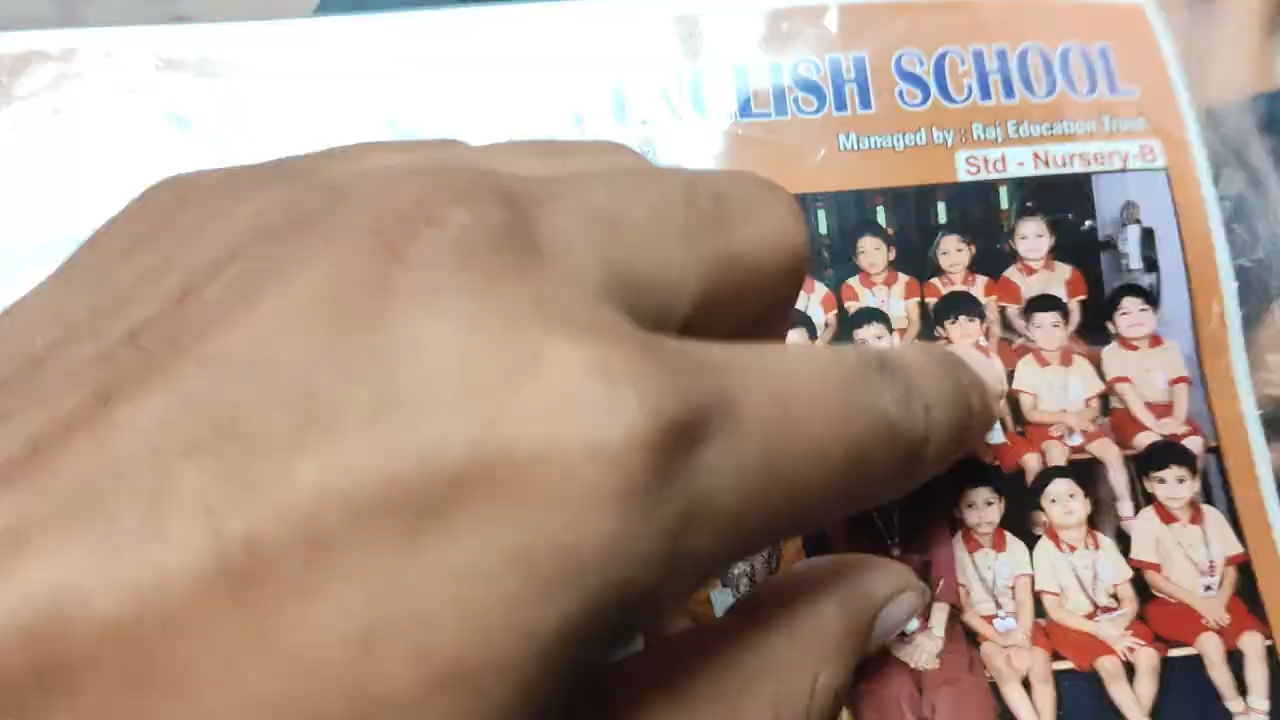 ENGLISH SCHOOL
Managed by : Raj Education Trust
Std - Nursery-B